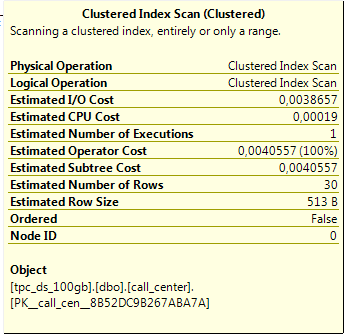 Clustered Index Scan (Clustered)
Scanning a clustered index, entirely or only a range.
Physical Operation Clustered Index Scan
Logical Operation Clustered Index Scan
Estimated I/O Cost 0,0038657
Estimated CPU Cost 0,00019
Estimated Number of Executions 1
Estimated Operator Cost 0,0040557 (100%)
Estimated Subtree Cost 0,0040557
Estimated Number of Rows 30
Estimated Row Size 513 B
Ordered False
Node ID 0
Object
[tpc_ds_100gb].[dbo].[call_center].
[PK__call_cen__8B52DC9B267ABA7A]